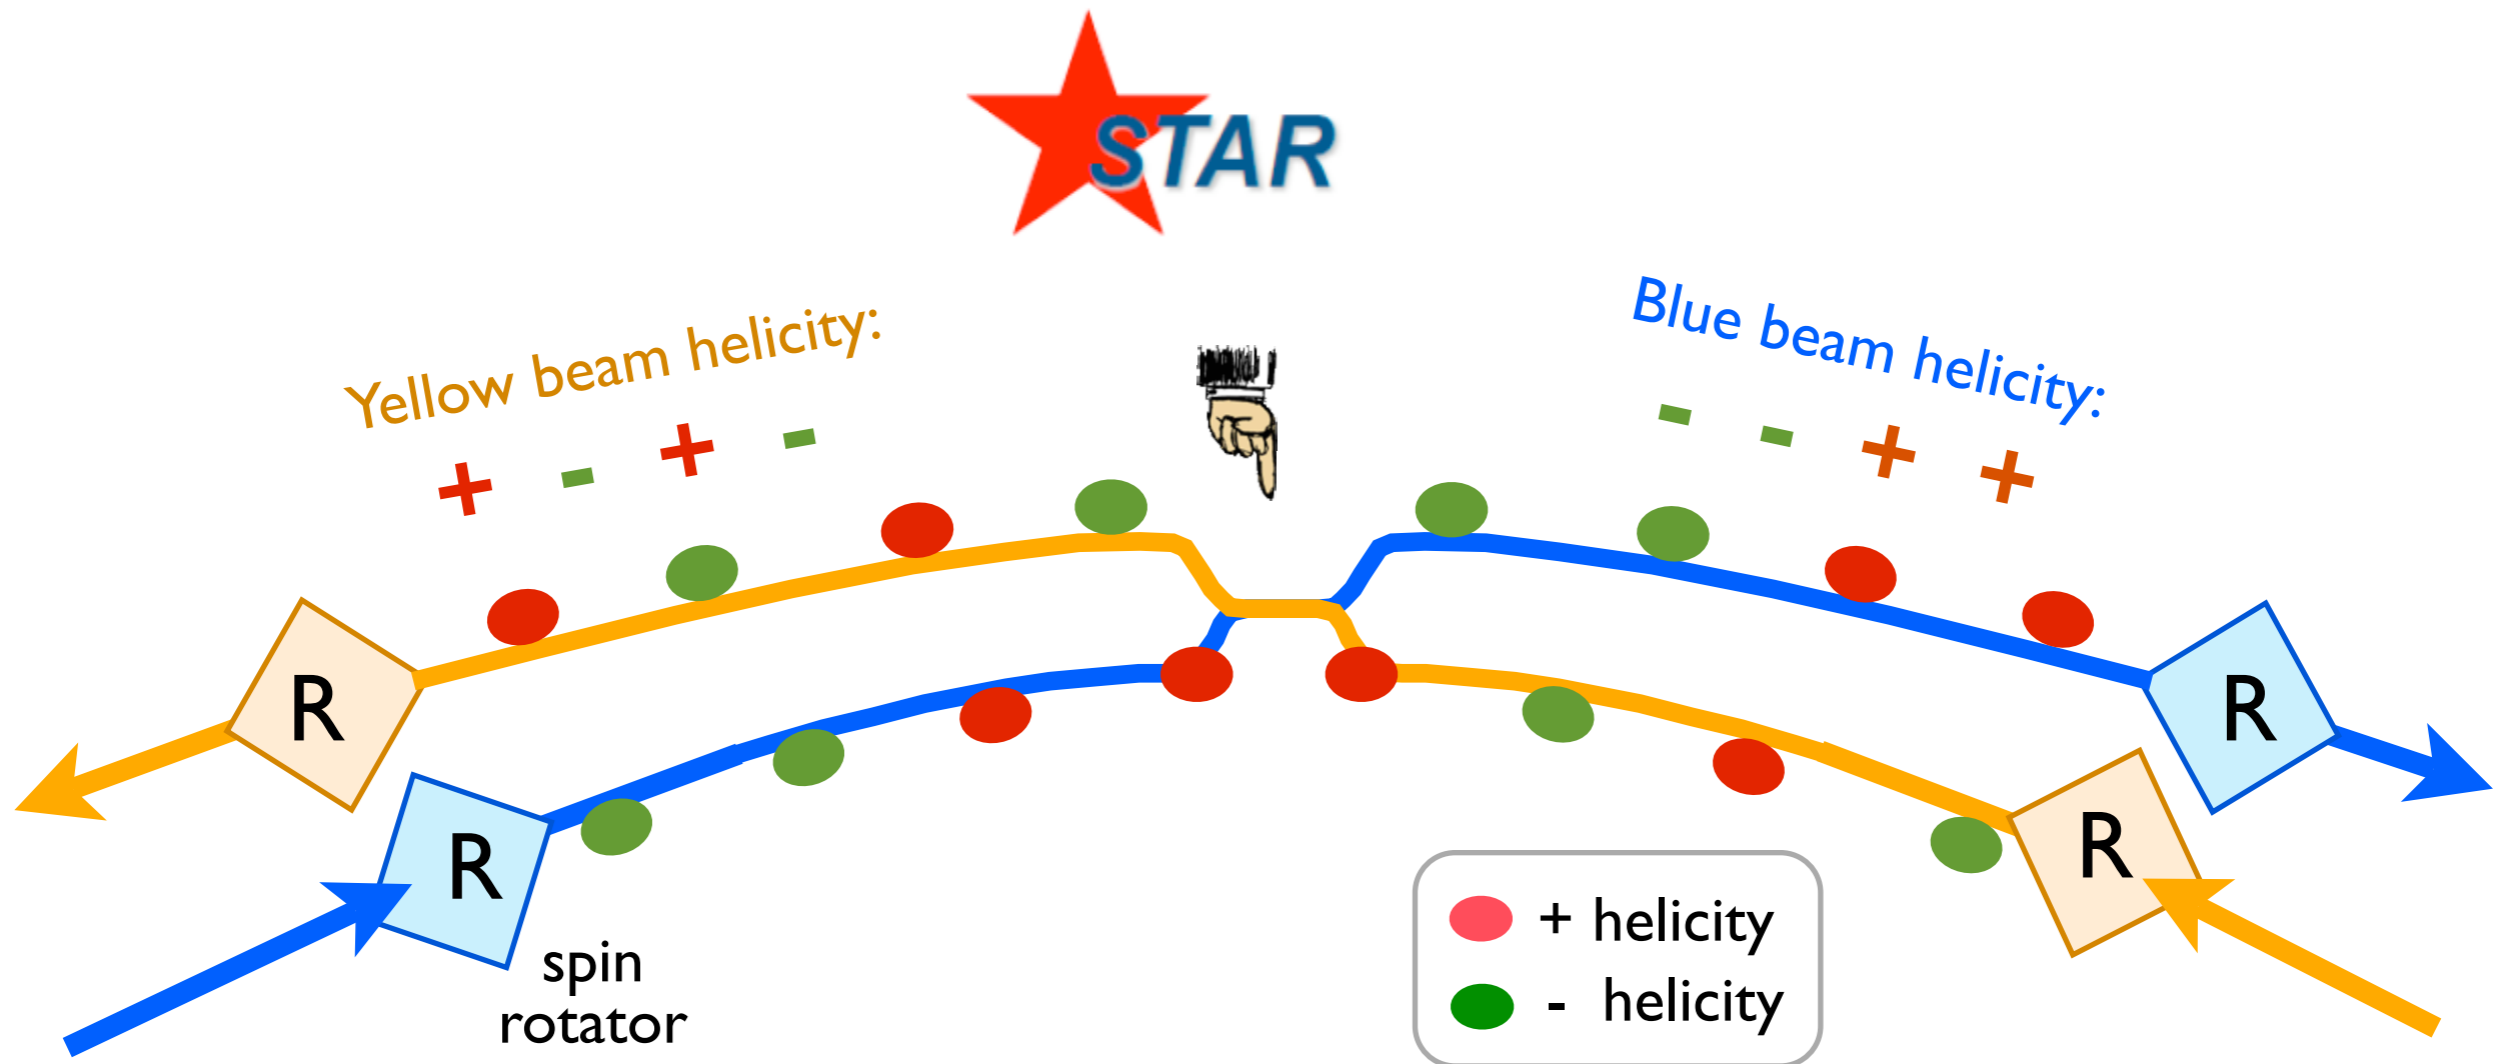 STAR
Yellow beam helicity:
+ - + -
Blue beam helicity:
- - + +
R
R
R
R
spin
rotator
+ helicity
- helicity